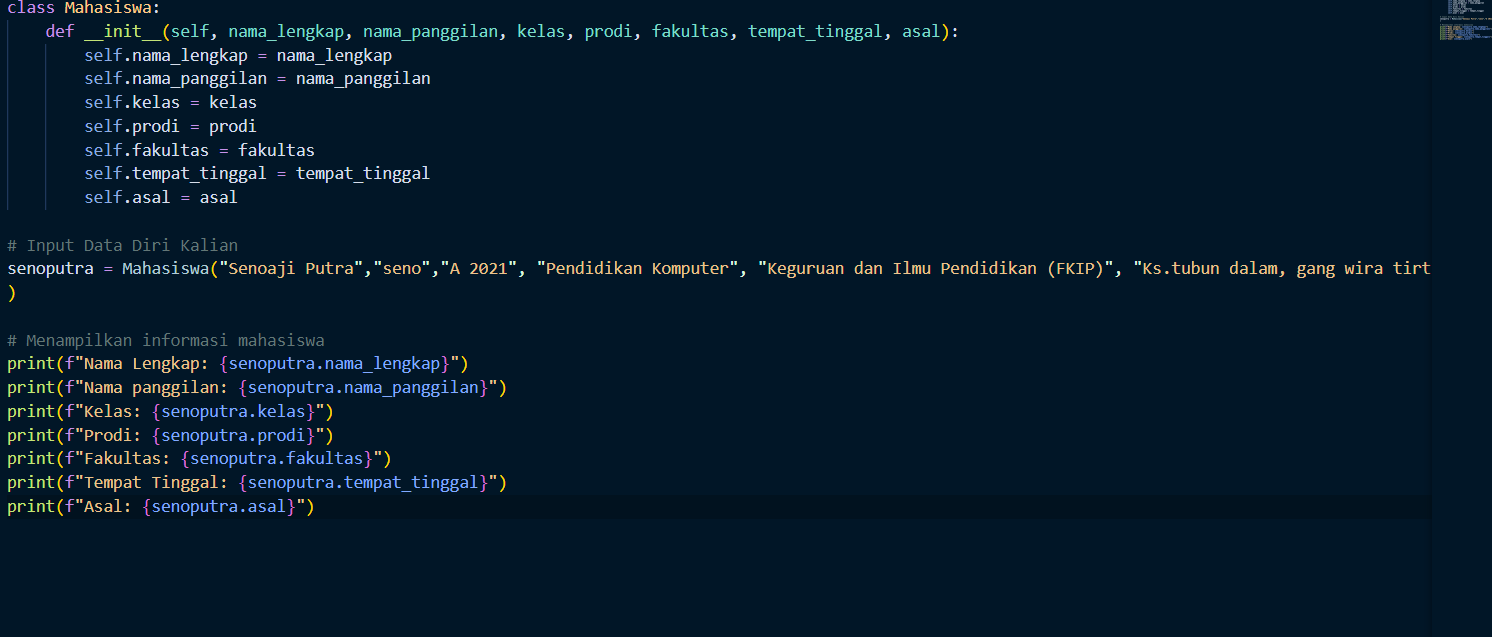 class Mahasiswa:
    def __init__(self, nama_lengkap, nama_panggilan, kelas, prodi, fakultas, tempat_tinggal, asal):
        self.nama_lengkap = nama_lengkap
        self.nama_panggilan = nama_panggilan
        self.kelas = kelas
        self.prodi = prodi
        self.fakultas = fakultas
        self.tempat_tinggal = tempat_tinggal
        self.asal = asal
# Input Data Diri Kalian
senoputra = Mahasiswa("Senoaji Putra","seno","A 2021", "Pendidikan Komputer", "Keguruan dan Ilmu Pendidikan (FKIP)", "Ks.tubun dalam, gang wira tirt
)
# Menampilkan informasi mahasiswa
print(f"Nama Lengkap: {senoputra.nama_lengkap}")
print(f"Nama panggilan: {senoputra.nama_panggilan}")
print(f"Kelas: {senoputra.kelas}")
print(f"Prodi: {senoputra.prodi}")
print(f"Fakultas: {senoputra.fakultas}")
print(f"Tempat Tinggal: {senoputra.tempat_tinggal}")
print(f"Asal: {senoputra.asal}")